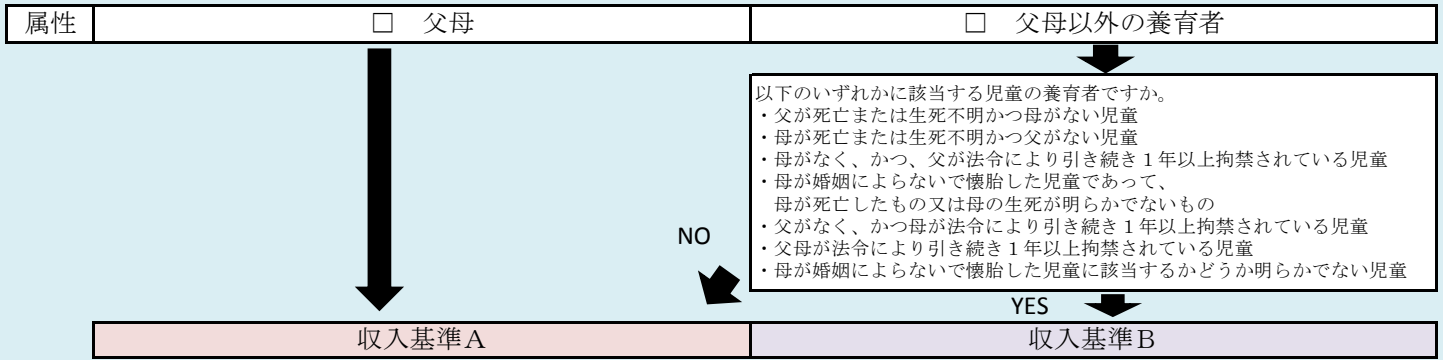 属性
□ 父母
□ 父母以外の養育者
以下のいずれかに該当する児童の養育者ですか。
・父が死亡または生死不明かつ母がない児童
・母が死亡または生死不明かつ父がない児童
・母がなく、かつ、父が法令により引き続き１年以上拘禁されている児童
・母が婚姻によらないで懐胎した児童であって、
母が死亡したもの又は母の生死が明らかでないもの
・父がなく、かつ母が法令により引き続き１年以上拘禁されている児童
・父母が法令により引き続き１年以上拘禁されている児童
・母が婚姻によらないで懐胎した児童に該当するかどうか明らかでない児童
NO
YES
収入基準Ａ
収入基準Ｂ